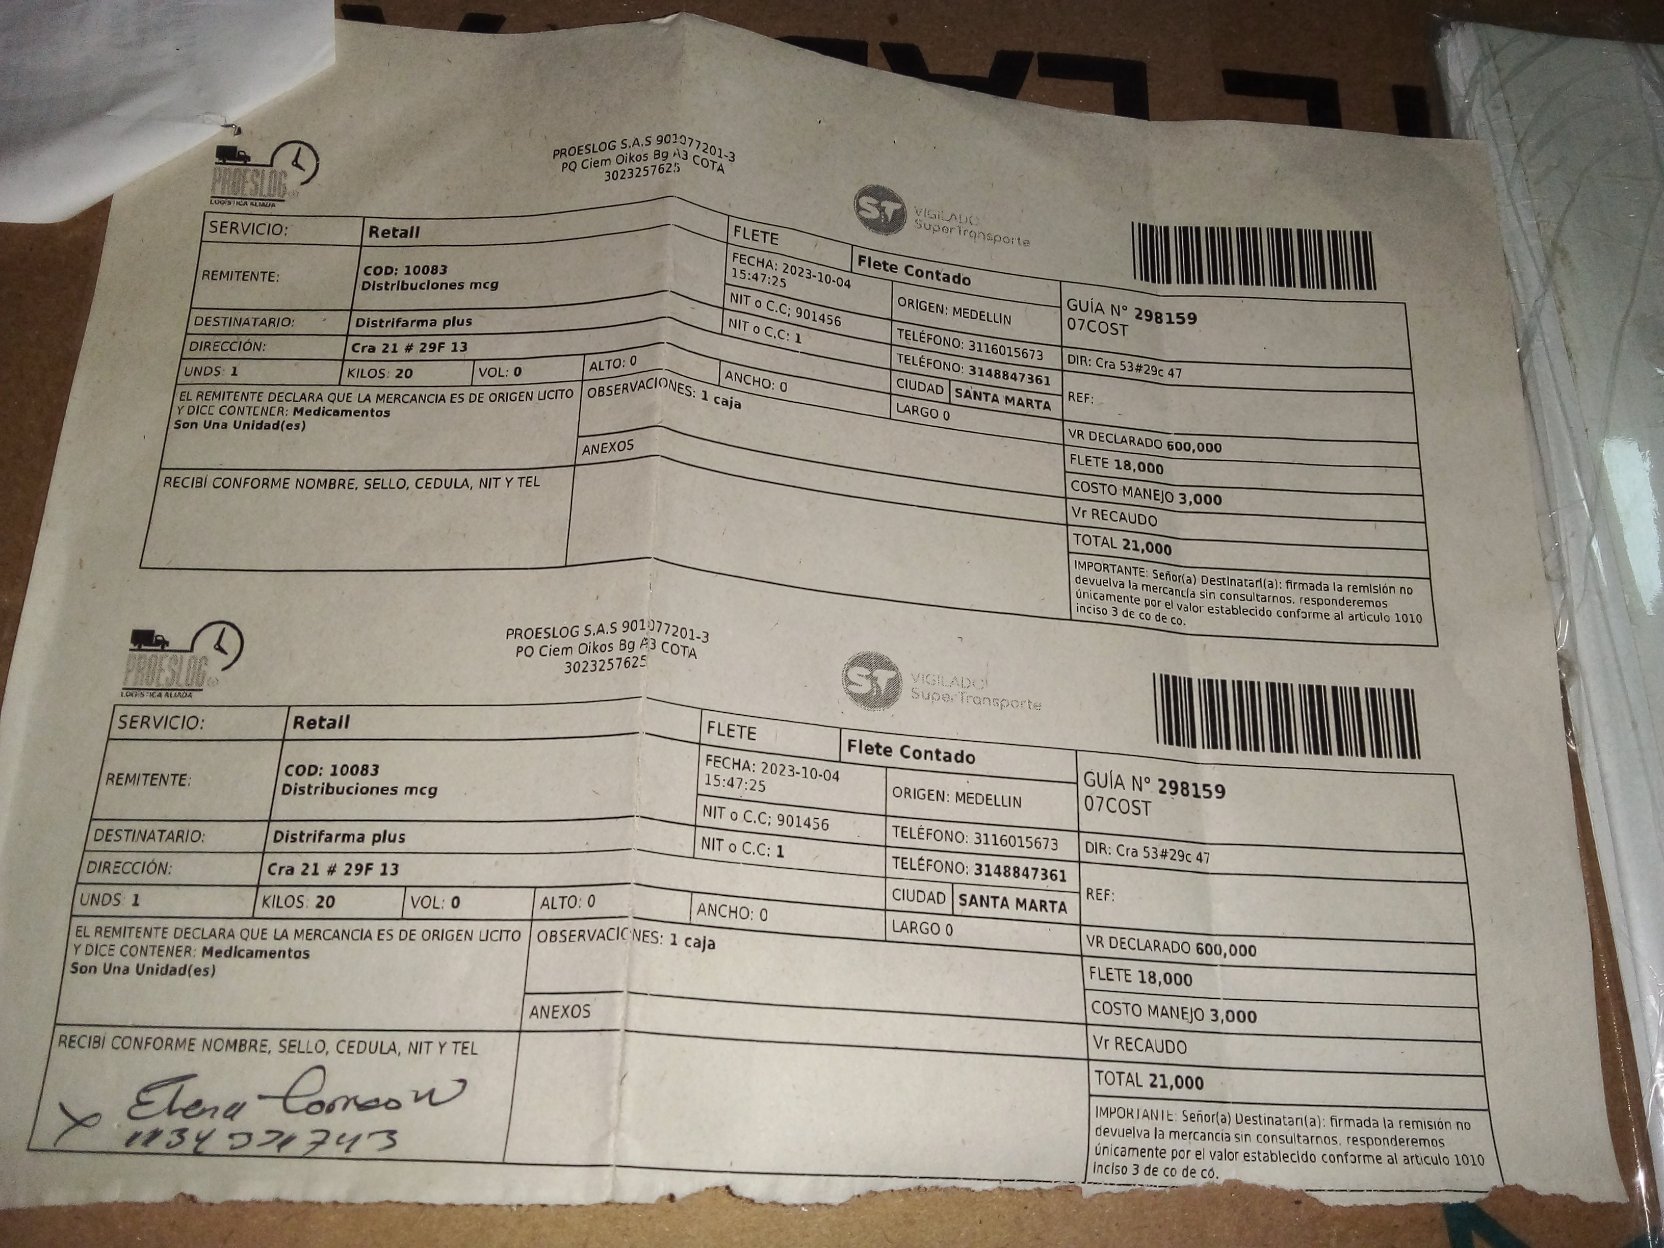 PROESLOG
LOGÍSTICA ALIADA
PROESLOG S.A.S 901077201-3
PQ Ciem Oikos Bg A3 COTA
3023257625
ST VIGILADO
SuperTransporte
SERVICIO: Retail
FLETE Flete Contado
REMITENTE: COD: 10083
Distribuciones mcg
FECHA: 2023-10-04
15:47:25
ORIGEN: MEDELLIN
GUÍA N° 298159
07COST
NIT o C.C; 901456
TELÉFONO: 3116015673
DIR: Cra 53#29c 47
DESTINATARIO: Distrifarma plus
NIT o C.C: 1
TELÉFONO: 3148847361
REF:
DIRECCIÓN: Cra 21 # 29F 13
CIUDAD SANTA MARTA
UNDS: 1 KILOS: 20 VOL: 0 ALTO: 0 ANCHO: 0 LARGO 0
EL REMITENTE DECLARA QUE LA MERCANCIA ES DE ORIGEN LICITO
Y DICE CONTENER: Medicamentos
Son Una Unidad(es)
OBSERVACIONES: 1 caja
ANEXOS
VR DECLARADO 600,000
FLETE 18,000
COSTO MANEJO 3,000
Vr RECAUDO
TOTAL 21,000
RECIBÍ CONFORME NOMBRE, SELLO, CEDULA, NIT Y TEL
IMPORTANTE: Señor(a) Destinatari(a): firmada la remisión no
devuelva la mercancía sin consultarnos, responderemos
únicamente por el valor establecido conforme al artículo 1010
inciso 3 de co de co.
PROESLOG
LOGÍSTICA ALIADA
PROESLOG S.A.S 901077201-3
PQ Ciem Oikos Bg A3 COTA
3023257625
ST VIGILADO
SuperTransporte
SERVICIO: Retail
FLETE Flete Contado
REMITENTE: COD: 10083
Distribuciones mcg
FECHA: 2023-10-04
15:47:25
ORIGEN: MEDELLIN
GUÍA N° 298159
07COST
NIT o C.C; 901456
TELÉFONO: 3116015673
DIR: Cra 53#29c 47
DESTINATARIO: Distrifarma plus
NIT o C.C: 1
TELÉFONO: 3148847361
REF:
DIRECCIÓN: Cra 21 # 29F 13
CIUDAD SANTA MARTA
UNDS: 1 KILOS: 20 VOL: 0 ALTO: 0 ANCHO: 0 LARGO 0
EL REMITENTE DECLARA QUE LA MERCANCIA ES DE ORIGEN LICITO
Y DICE CONTENER: Medicamentos
Son Una Unidad(es)
OBSERVACIONES: 1 caja
ANEXOS
VR DECLARADO 600,000
FLETE 18,000
COSTO MANEJO 3,000
Vr RECAUDO
TOTAL 21,000
RECIBÍ CONFORME NOMBRE, SELLO, CEDULA, NIT Y TEL
X Elena
IMPORTANTE: Señor(a) Destinatari(a): firmada la remisión no
devuelva la mercancía sin consultarnos, responderemos
únicamente por el valor establecido conforme al artículo 1010
inciso 3 de co de co.